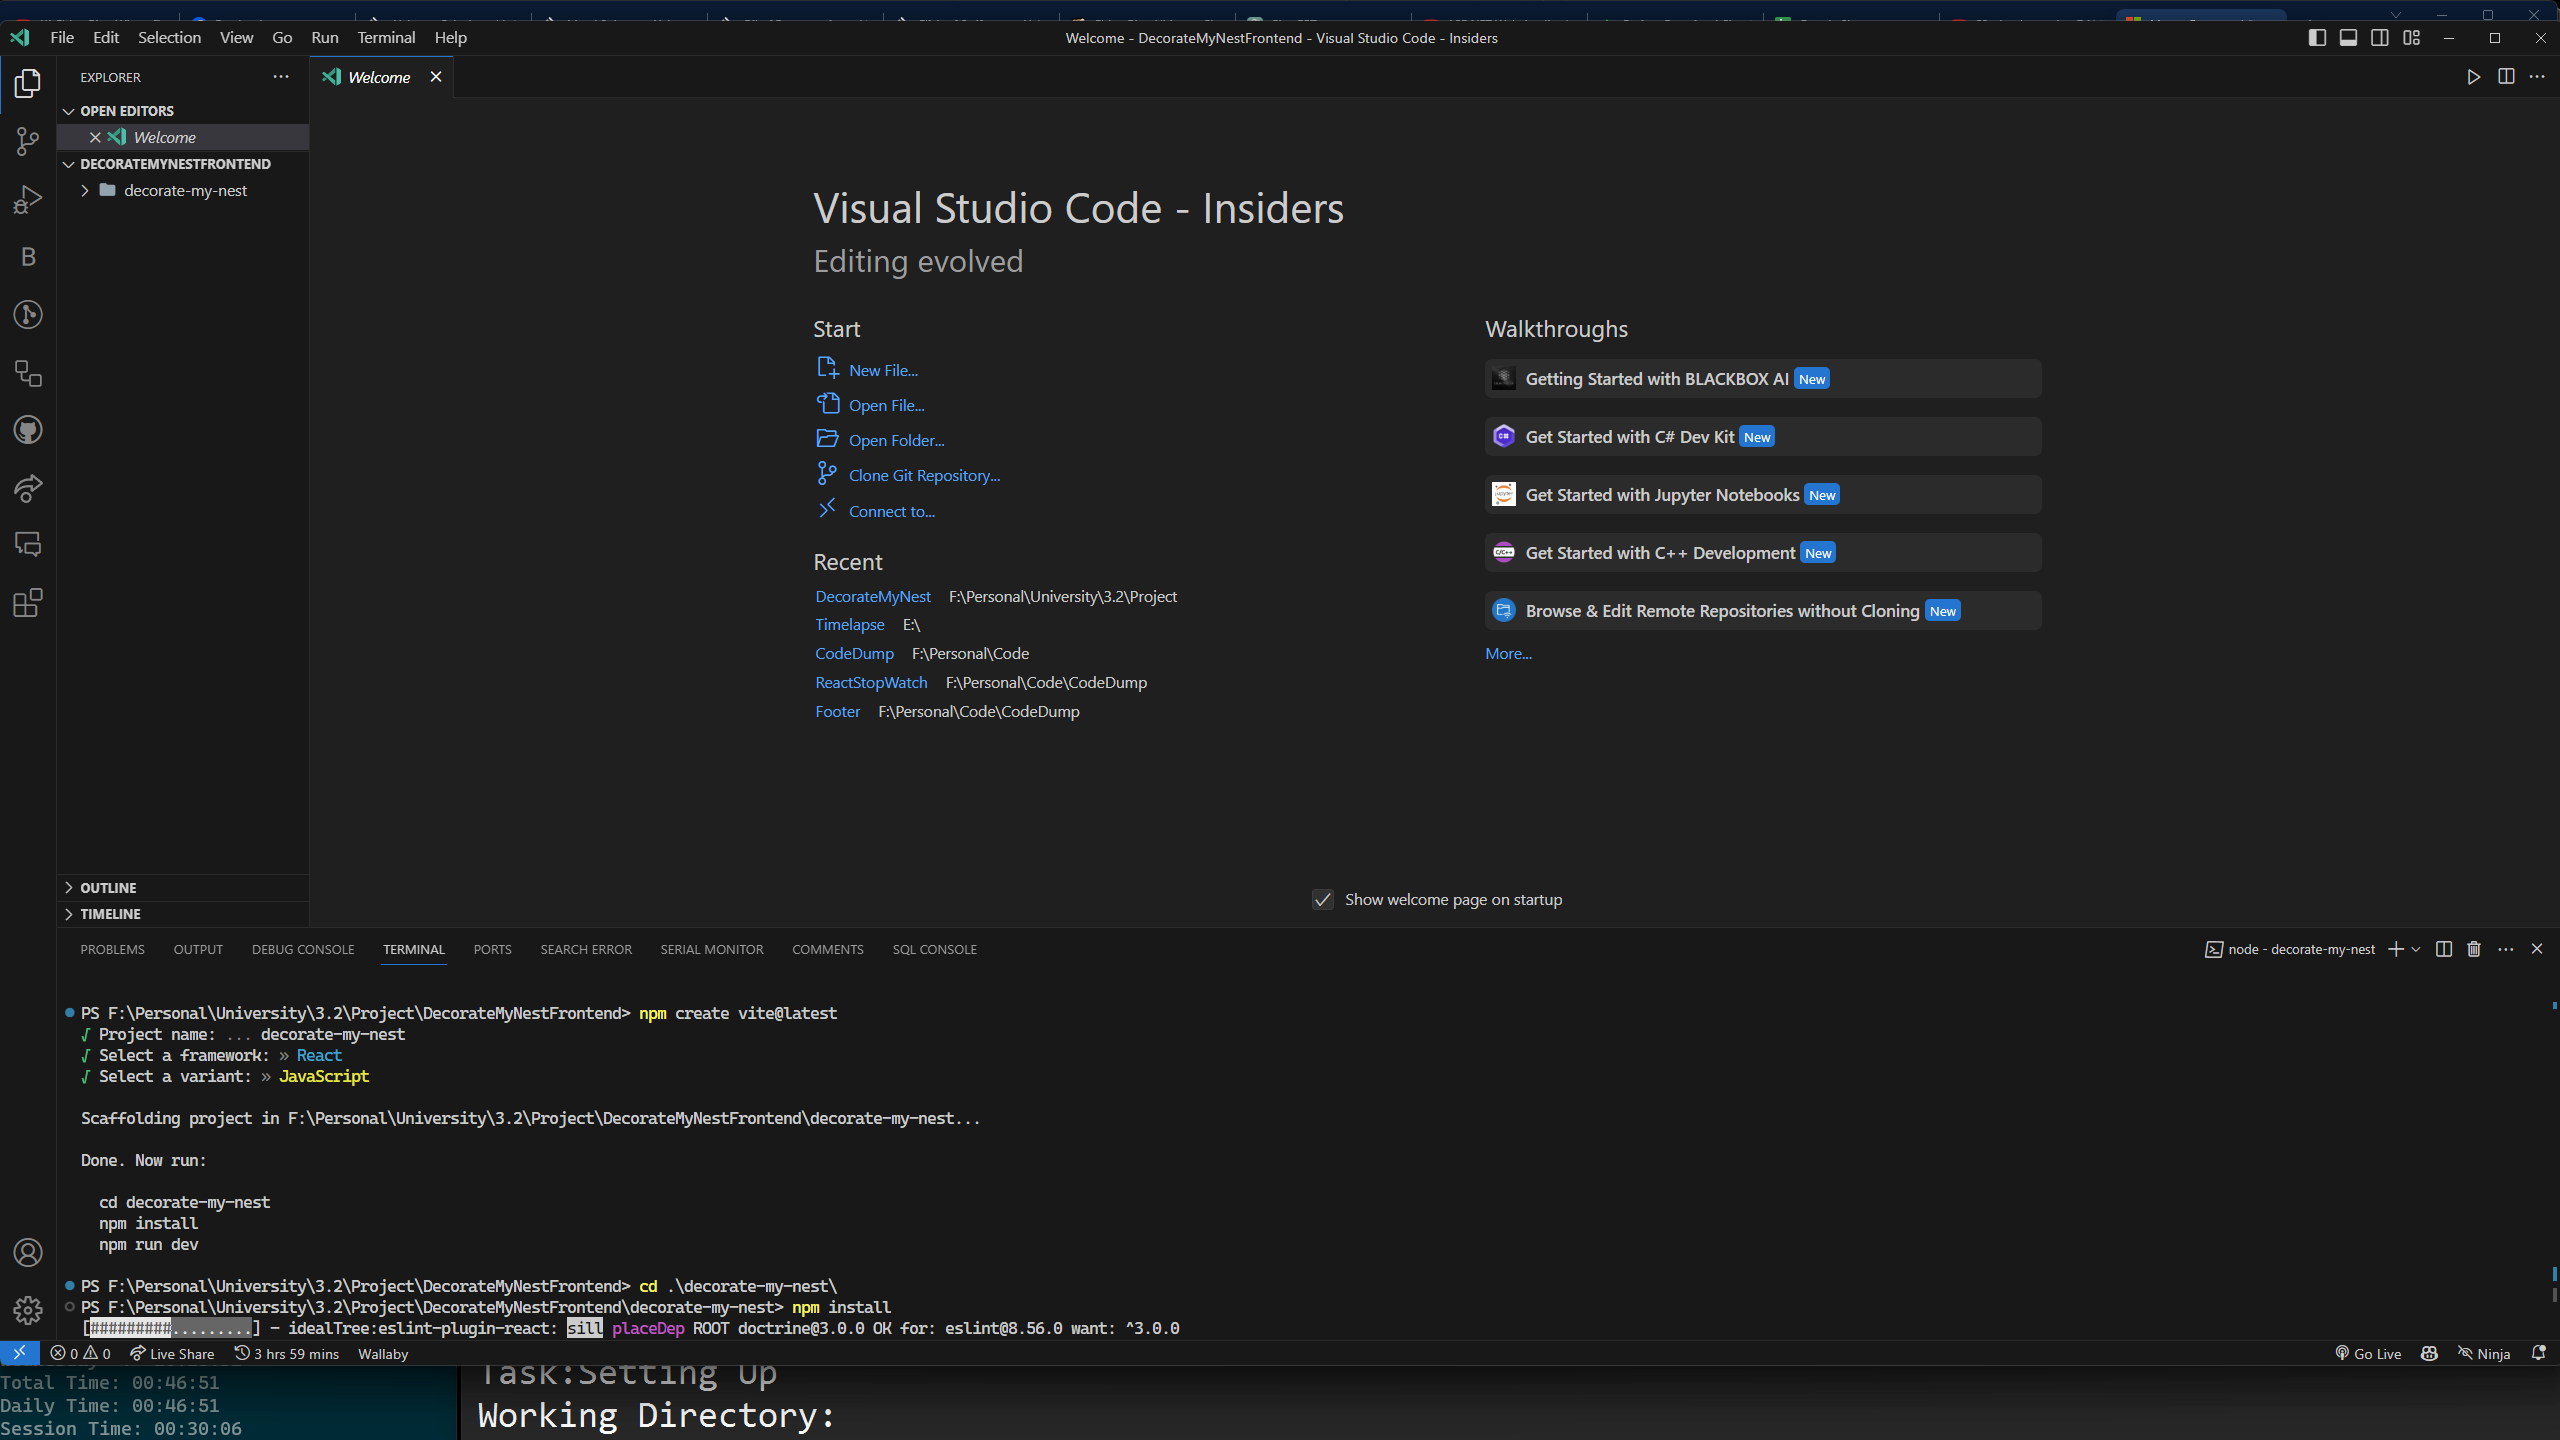 File Edit Selection View Go Run Terminal Help
Welcome - DecorateMyNestFrontend - Visual Studio Code - Insiders
EXPLORER
Welcome
OPEN EDITORS
Welcome
DECORATEMYNESTFRONTEND
decorate-my-nest
B
Visual Studio Code - Insiders
Editing evolved
Start
New File...
Open File...
Open Folder...
Clone Git Repository...
Connect to...
Recent
DecorateMyNest F:\Personal\University\3.2\Project
Timelapse E:\
CodeDump F:\Personal\Code
ReactStopWatch F:\Personal\Code\CodeDump
Footer F:\Personal\Code\CodeDump
Walkthroughs
Getting Started with BLACKBOX AI New
Get Started with C# Dev Kit New
Get Started with Jupyter Notebooks New
Get Started with C++ Development New
Browse & Edit Remote Repositories without Cloning New
More...
Show welcome page on startup
OUTLINE
TIMELINE
PROBLEMS OUTPUT DEBUG CONSOLE TERMINAL PORTS SEARCH ERROR SERIAL MONITOR COMMENTS SQL CONSOLE
node - decorate-my-nest
PS F:\Personal\University\3.2\Project\DecorateMyNestFrontend> npm create vite@latest
√ Project name: ... decorate-my-nest
√ Select a framework: » React
√ Select a variant: » JavaScript
Scaffolding project in F:\Personal\University\3.2\Project\DecorateMyNestFrontend\decorate-my-nest...
Done. Now run:
cd decorate-my-nest
npm install
npm run dev
PS F:\Personal\University\3.2\Project\DecorateMyNestFrontend> cd .\decorate-my-nest\
PS F:\Personal\University\3.2\Project\DecorateMyNestFrontend\decorate-my-nest> npm install
[#########.........] - idealTree:eslint-plugin-react: sill placeDep ROOT doctrine@3.0.0 OK for: eslint@8.56.0 want: ^3.0.0
0 0 Live Share 3 hrs 59 mins Wallaby
Go Live Ninja
Total Time: 00:46:51
Daily Time: 00:46:51
Session Time: 00:30:06
Task:Setting Up
Working Directory: